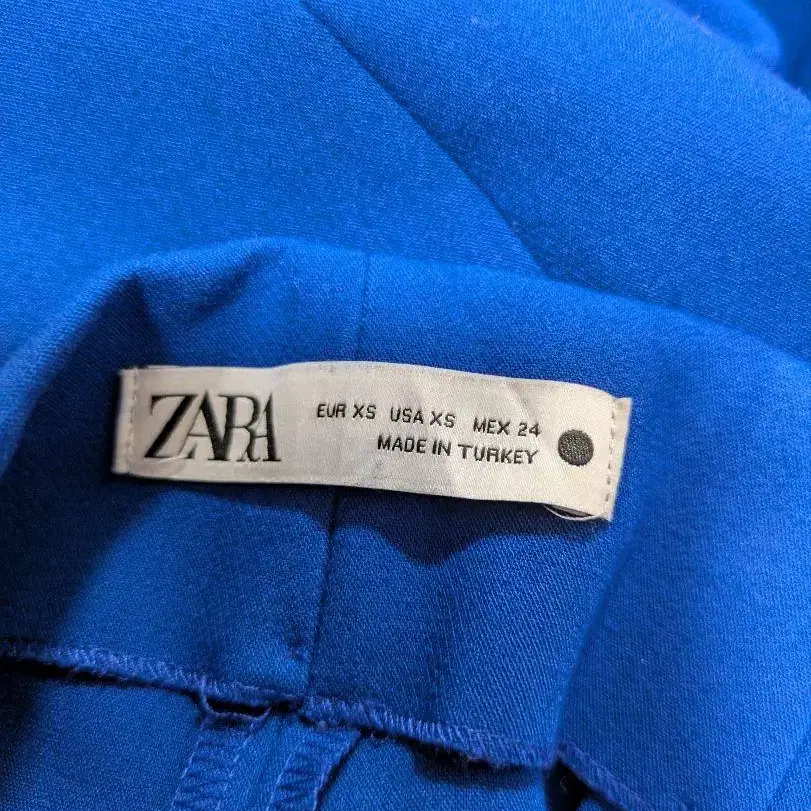 ZARA
EUR XS USA XS MEX 24
MADE IN TURKEY